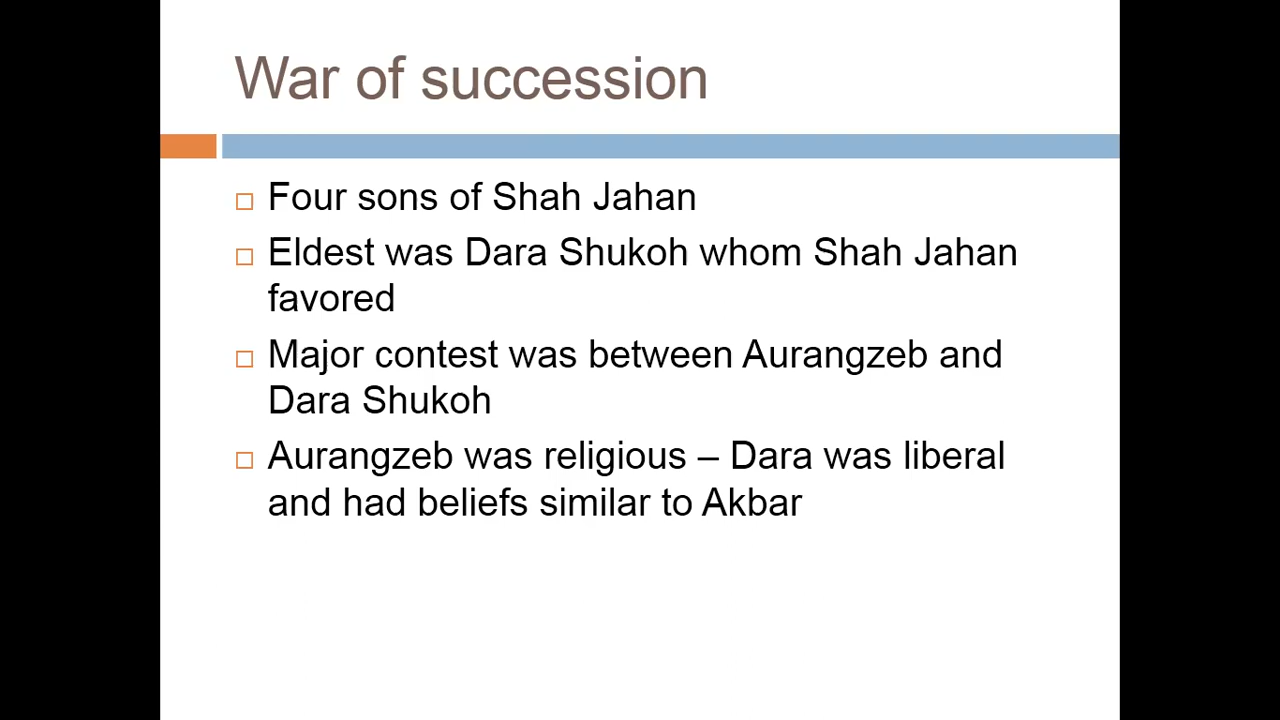 War of succession
Four sons of Shah Jahan
Eldest was Dara Shukoh whom Shah Jahan
favored
Major contest was between Aurangzeb and
Dara Shukoh
Aurangzeb was religious – Dara was liberal
and had beliefs similar to Akbar